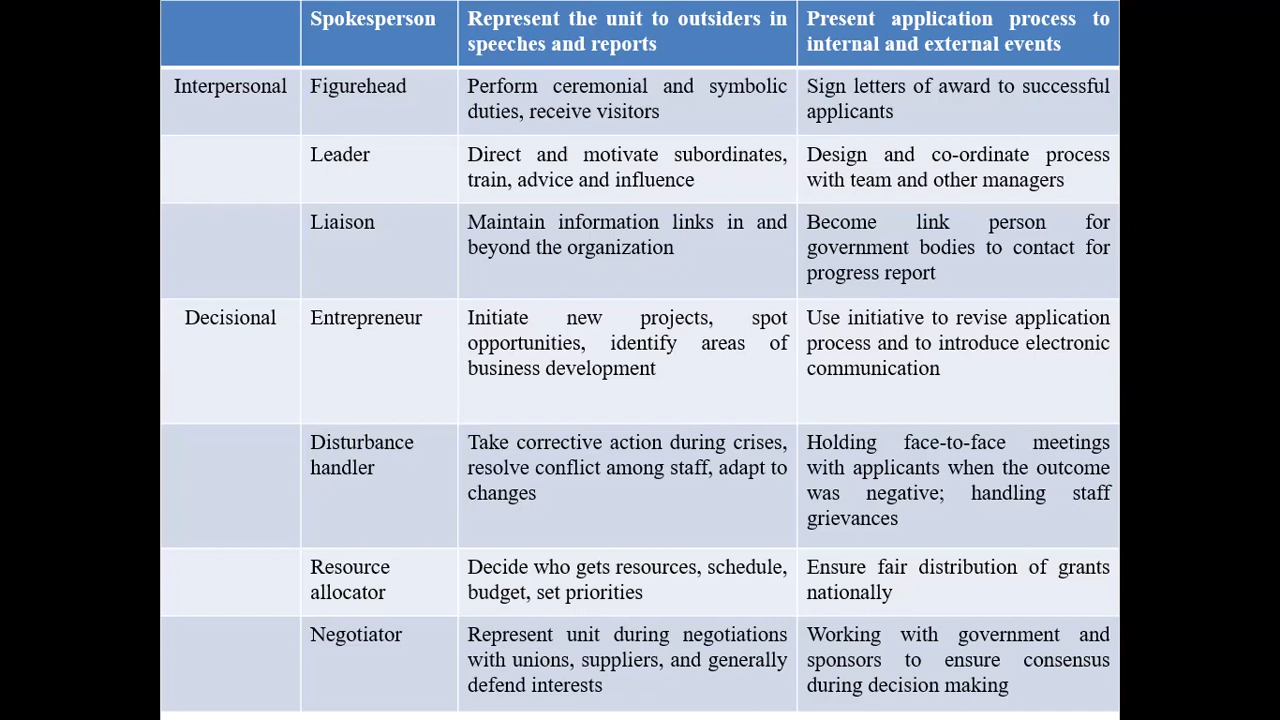 Spokesperson
Represent the unit to outsiders in
speeches and reports
Present application process to
internal and external events
Interpersonal
Figurehead
Perform ceremonial and symbolic
duties, receive visitors
Sign letters of award to successful
applicants
Leader
Direct and motivate subordinates,
train, advice and influence
Design and co-ordinate process
with team and other managers
Liaison
Maintain information links in and
beyond the organization
Become link person for
government bodies to contact for
progress report
Decisional
Entrepreneur
Initiate new projects, spot
opportunities, identify areas of
business development
Use initiative to revise application
process and to introduce electronic
communication
Disturbance
handler
Take corrective action during crises,
resolve conflict among staff, adapt to
changes
Holding face-to-face meetings
with applicants when the outcome
was negative; handling staff
grievances
Resource
allocator
Decide who gets resources, schedule,
budget, set priorities
Ensure fair distribution of grants
nationally
Negotiator
Represent unit during negotiations
with unions, suppliers, and generally
defend interests
Working with government and
sponsors to ensure consensus
during decision making